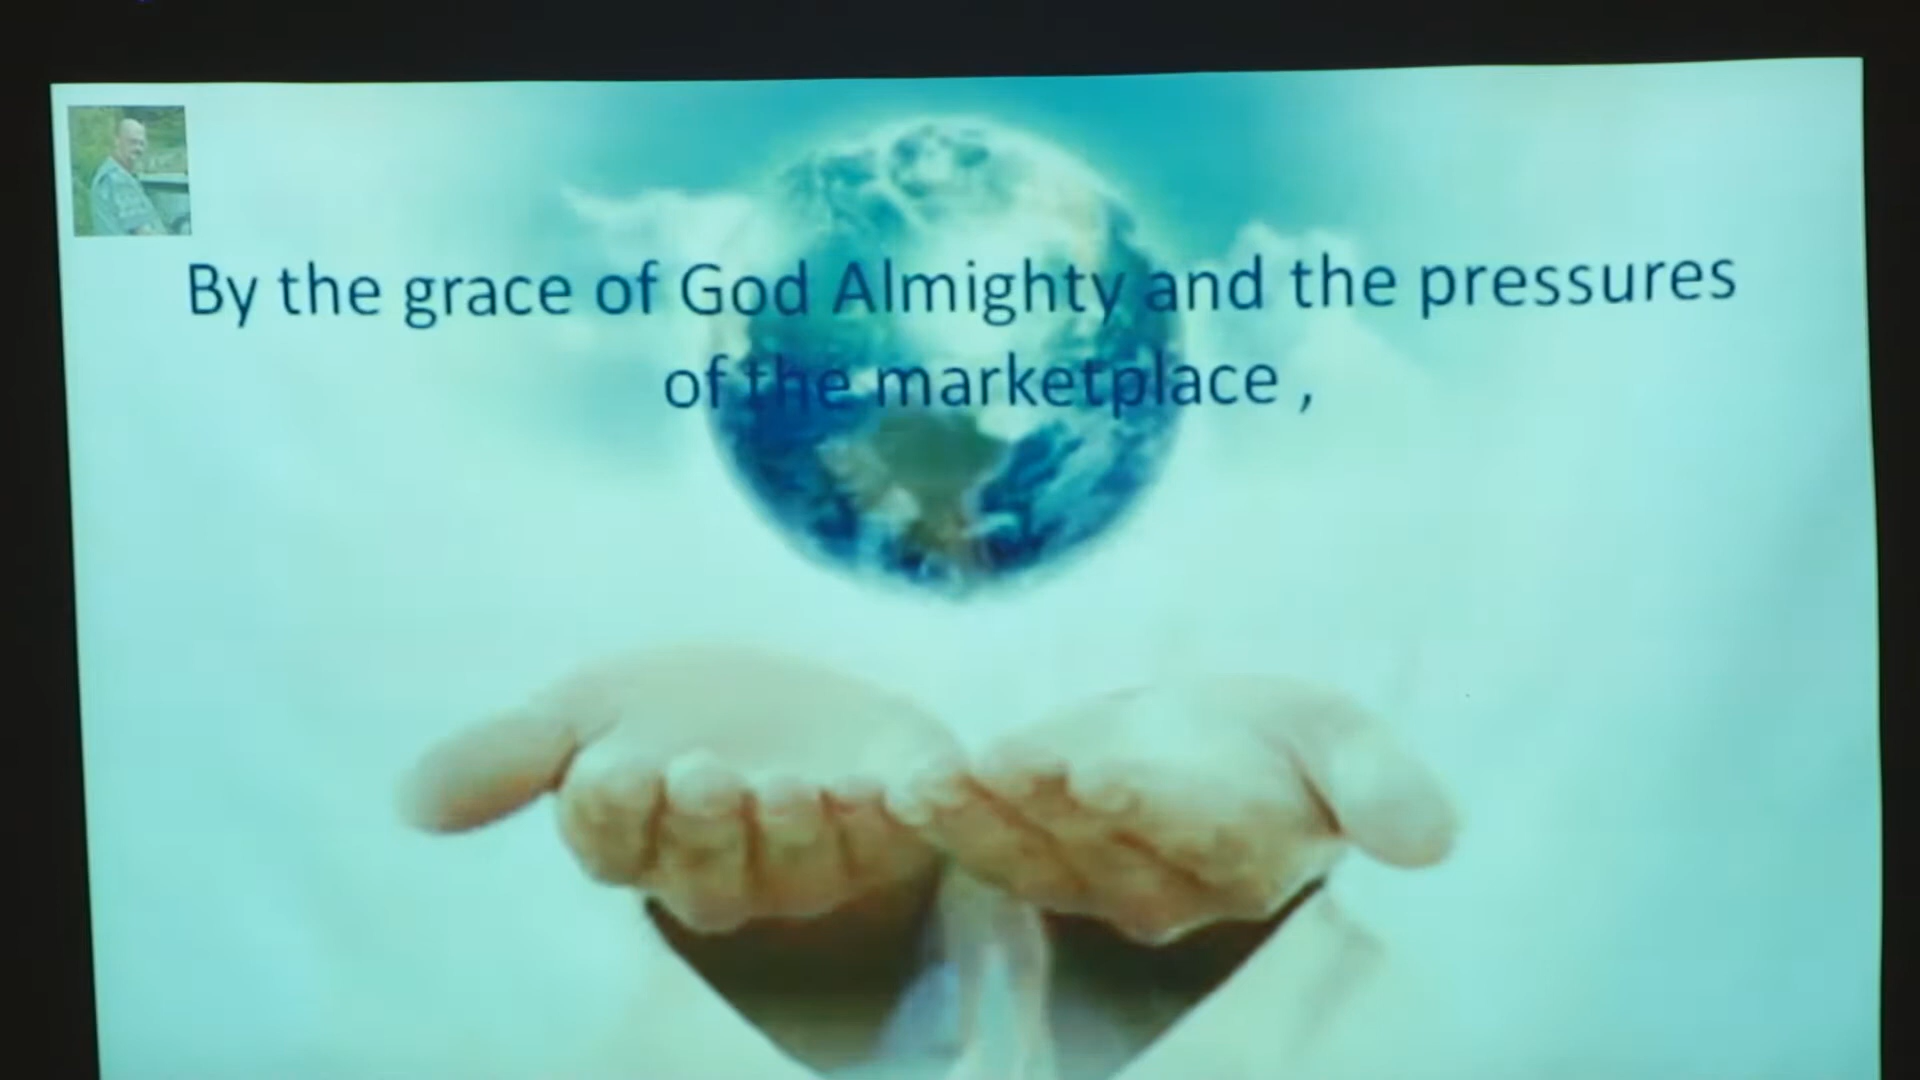 By the grace of God Almighty and the pressures
of the marketplace ,